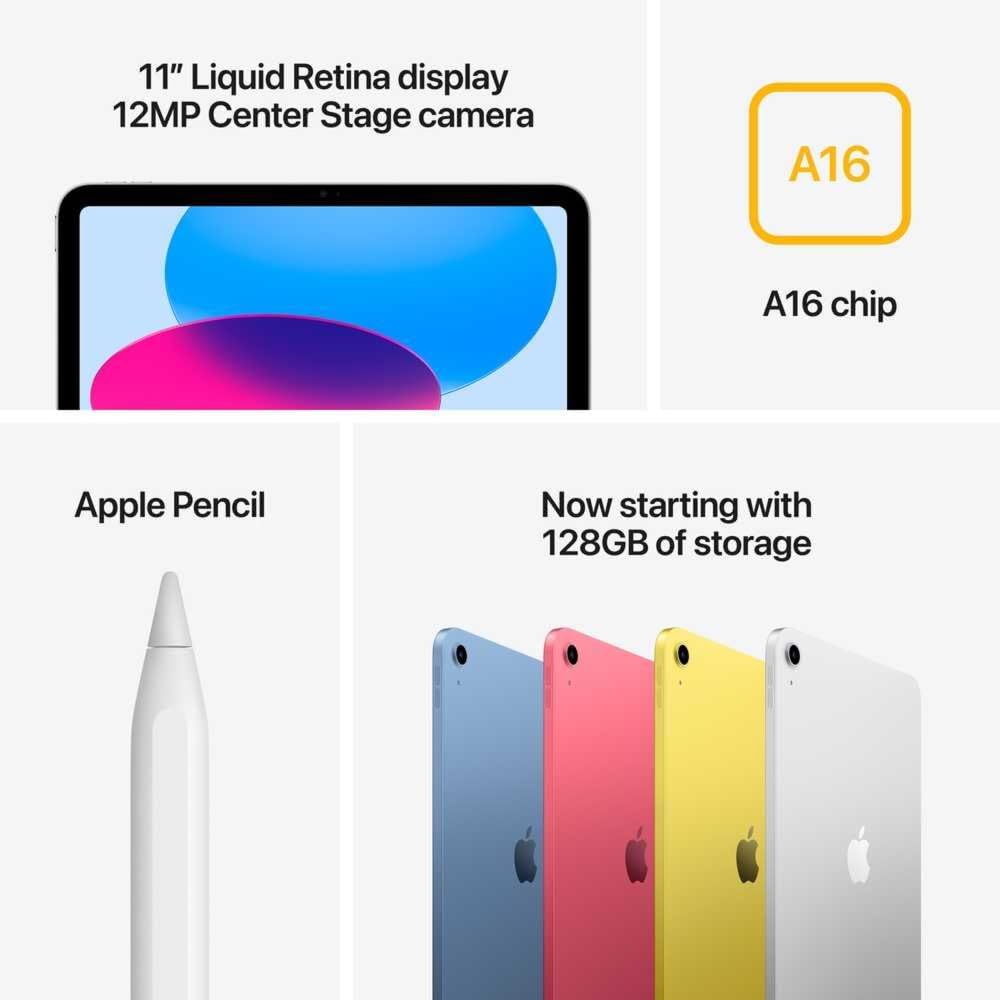 11″ Liquid Retina display
12MP Center Stage camera
A16
A16 chip
Apple Pencil
Now starting with
128GB of storage